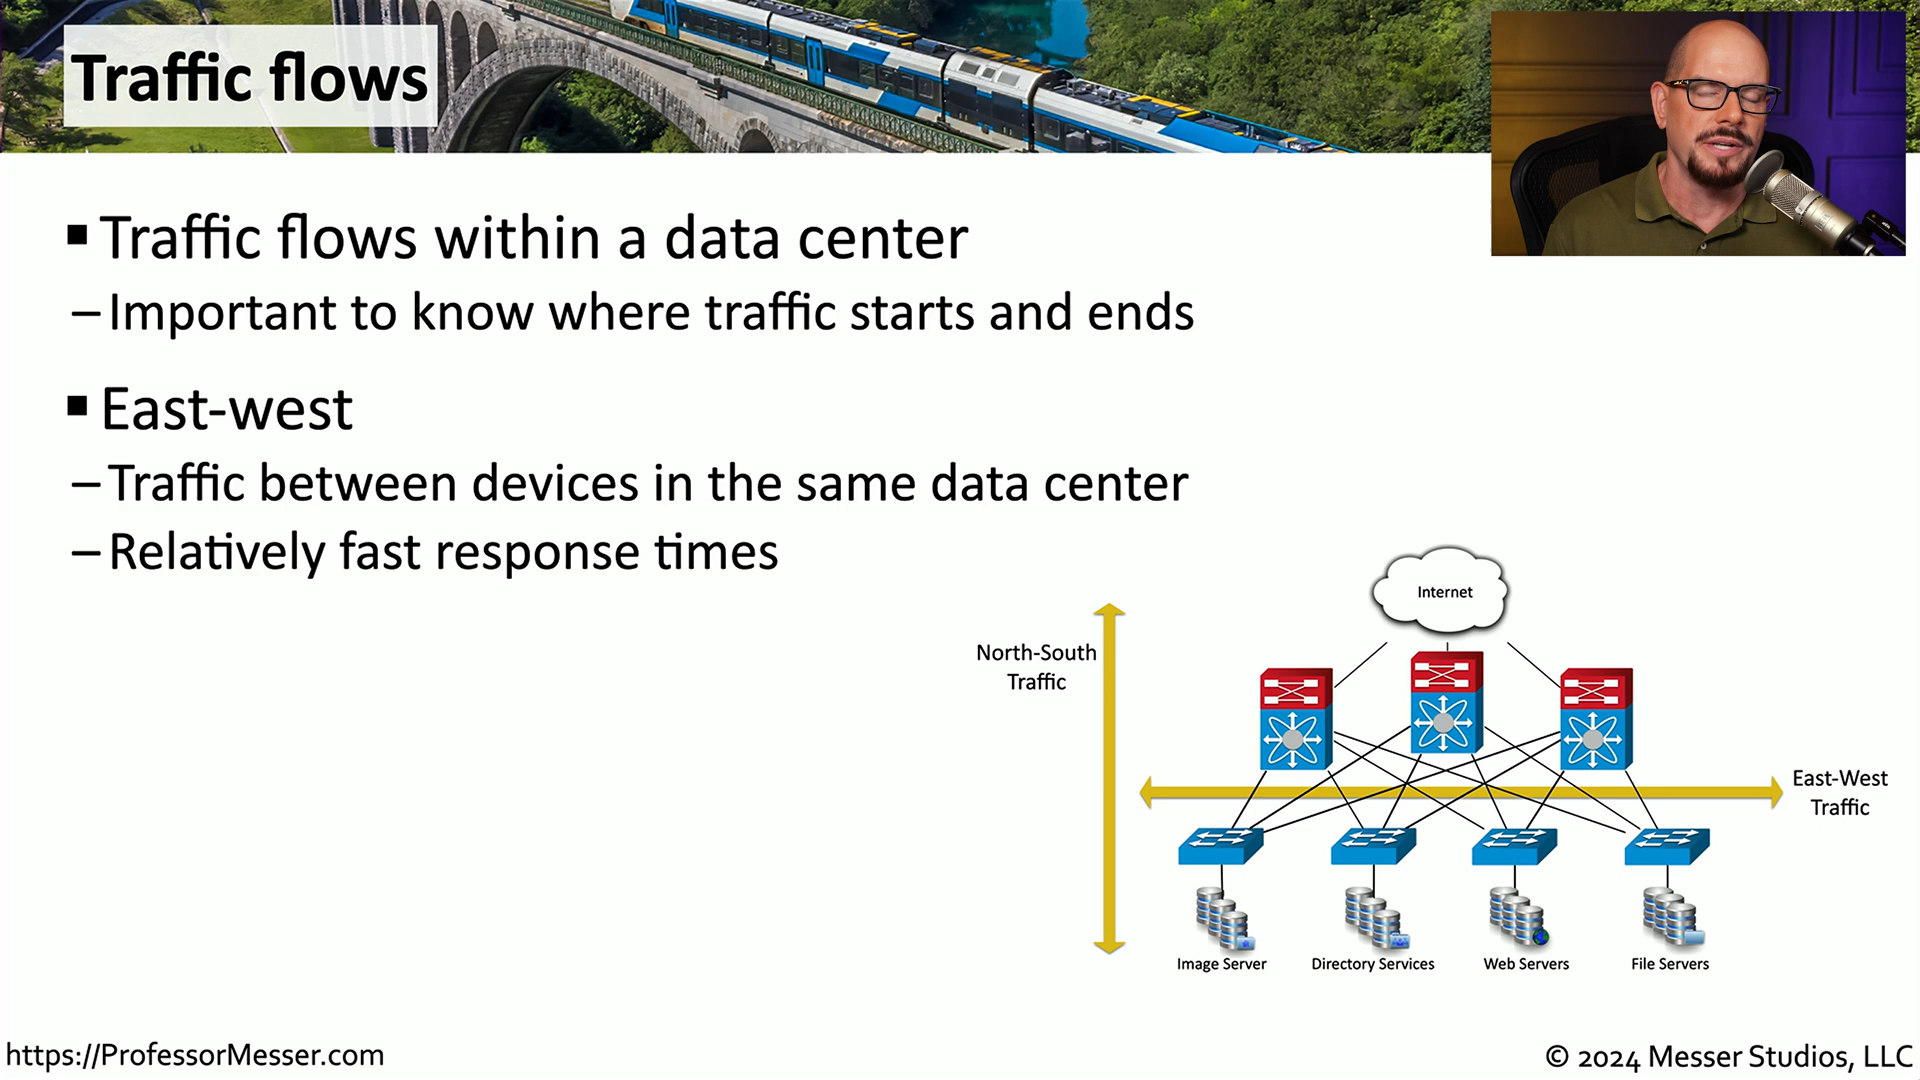 Traffic flows
▪ Traffic flows within a data center
– Important to know where traffic starts and ends
▪ East-west
– Traffic between devices in the same data center
– Relatively fast response times
Internet
North-South
Traffic
East-West
Traffic
Image Server
Directory Services
Web Servers
File Servers
https://ProfessorMesser.com
© 2024 Messer Studios, LLC